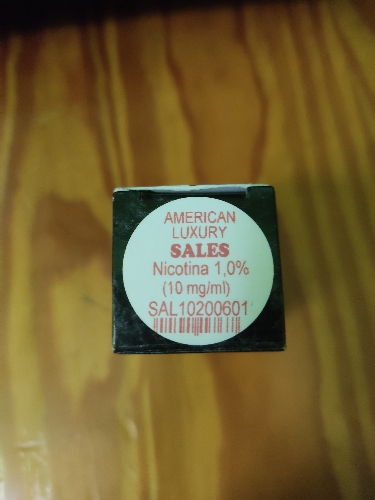 AMERICAN
LUXURY
SALES
Nicotina 1,0%
(10 mg/ml)
SAL10200601